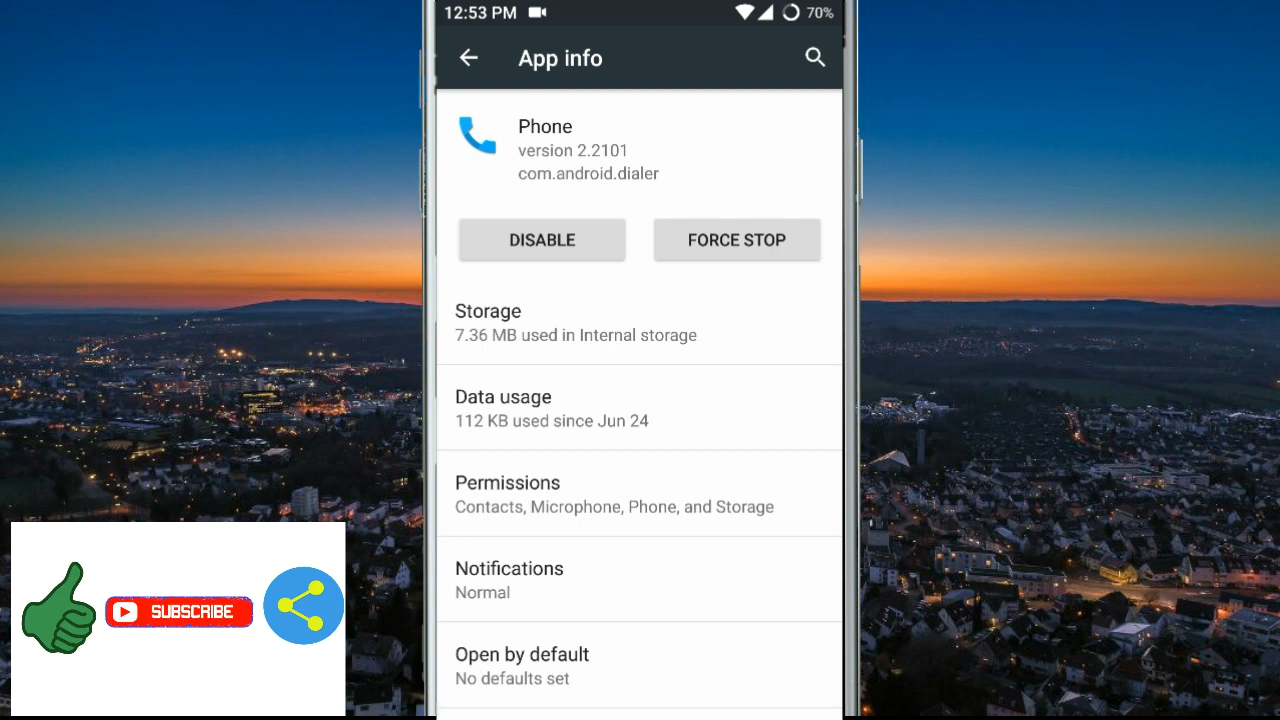 12:53 PM
70%
App info
Phone
version 2.2101
com.android.dialer
DISABLE
FORCE STOP
Storage
7.36 MB used in Internal storage
Data usage
112 KB used since Jun 24
Permissions
Contacts, Microphone, Phone, and Storage
Notifications
Normal
Open by default
No defaults set
SUBSCRIBE